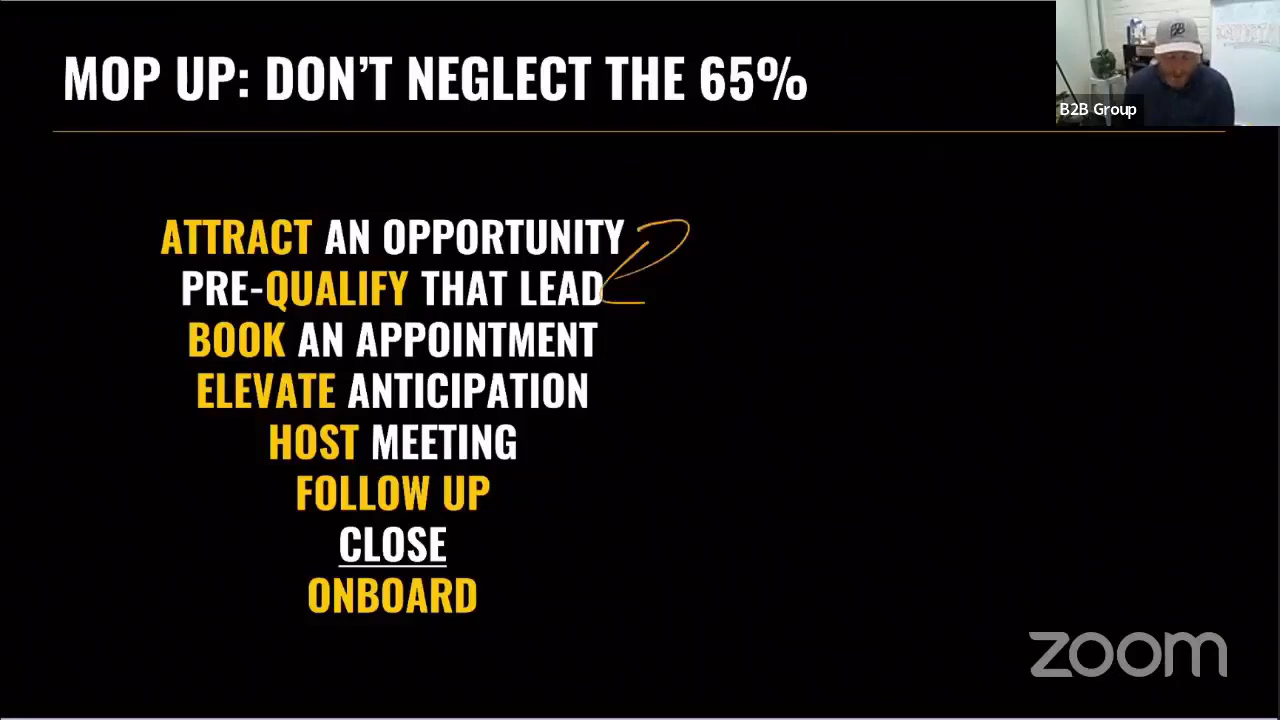 MOP UP: DON'T NEGLECT THE 65%
B2B Group
ATTRACT AN OPPORTUNITY
PRE-QUALIFY THAT LEAD
BOOK AN APPOINTMENT
ELEVATE ANTICIPATION
HOST MEETING
FOLLOW UP
CLOSE
ONBOARD
zoom